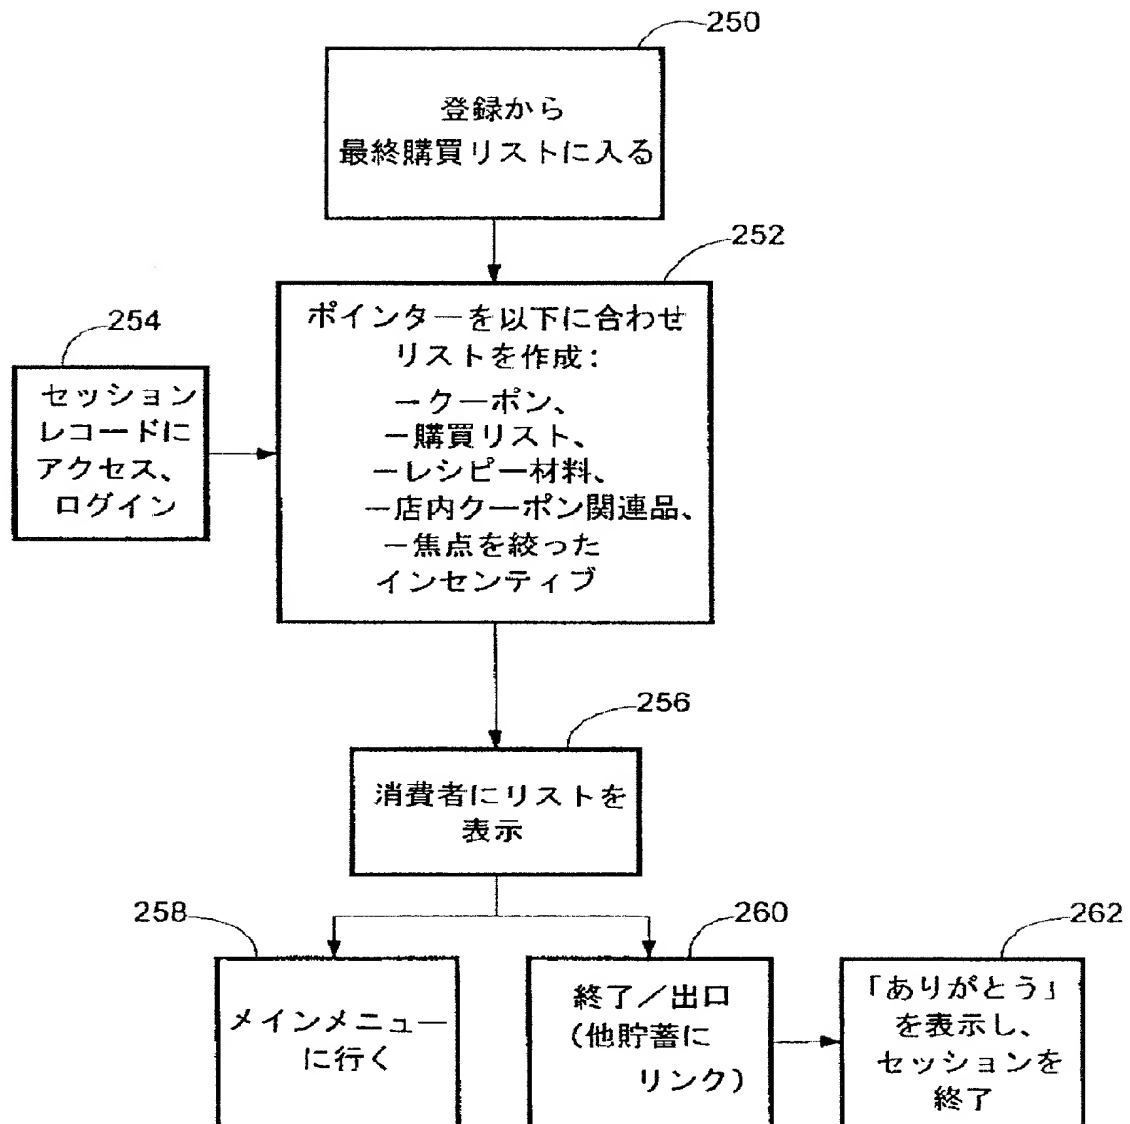 250
登録から
最終購買リストに入る
252
ポインターを以下に合わせ
リストを作成:
ークーポン、
ー購買リスト、
ーレシピー材料、
ー店内クーポン関連品、
ー焦点を絞った
インセンティブ
254
セッション
レコードに
アクセス、
ログイン
256
消費者にリストを
表示
258
メインメニュー
に行く
260
終了/出口
(他貯蓄に
リンク)
262
「ありがとう」
を表示し、
セッションを
終了